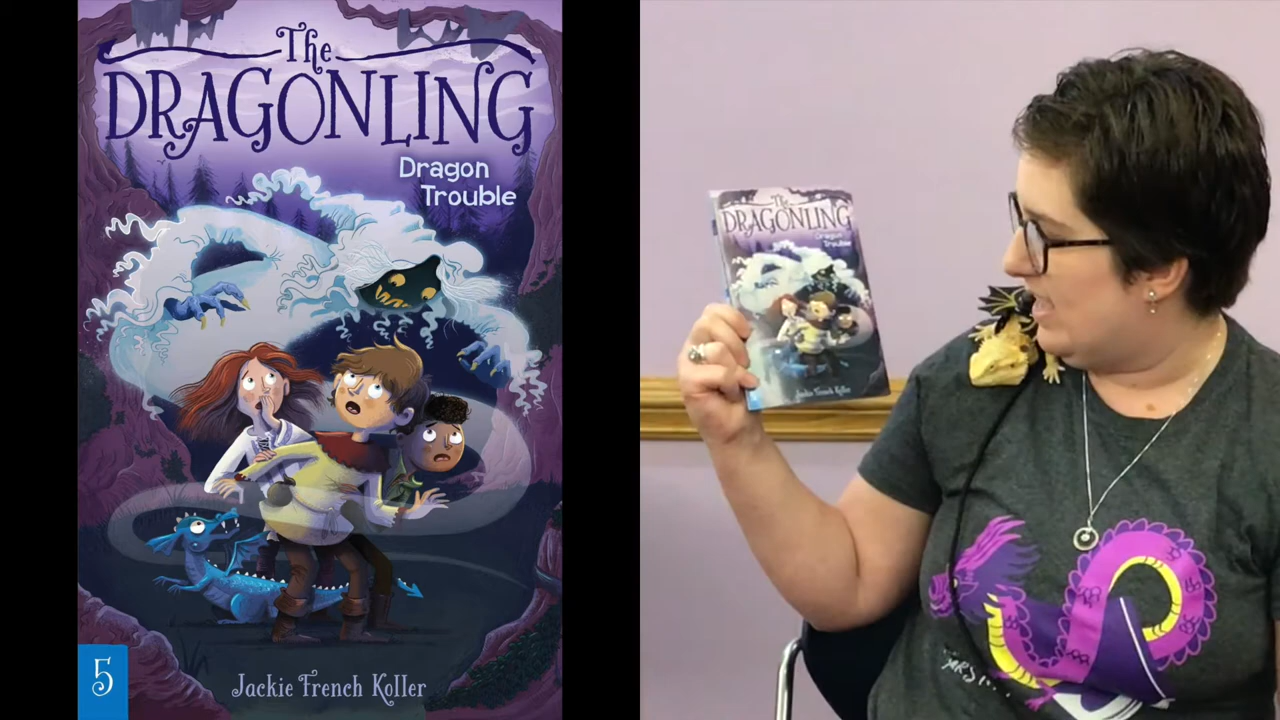 The
DRAGONLING
Dragon
Trouble
5
Jackie French Koller
The
DRAGONLING
Dragon
Trouble
Jackie French Koller